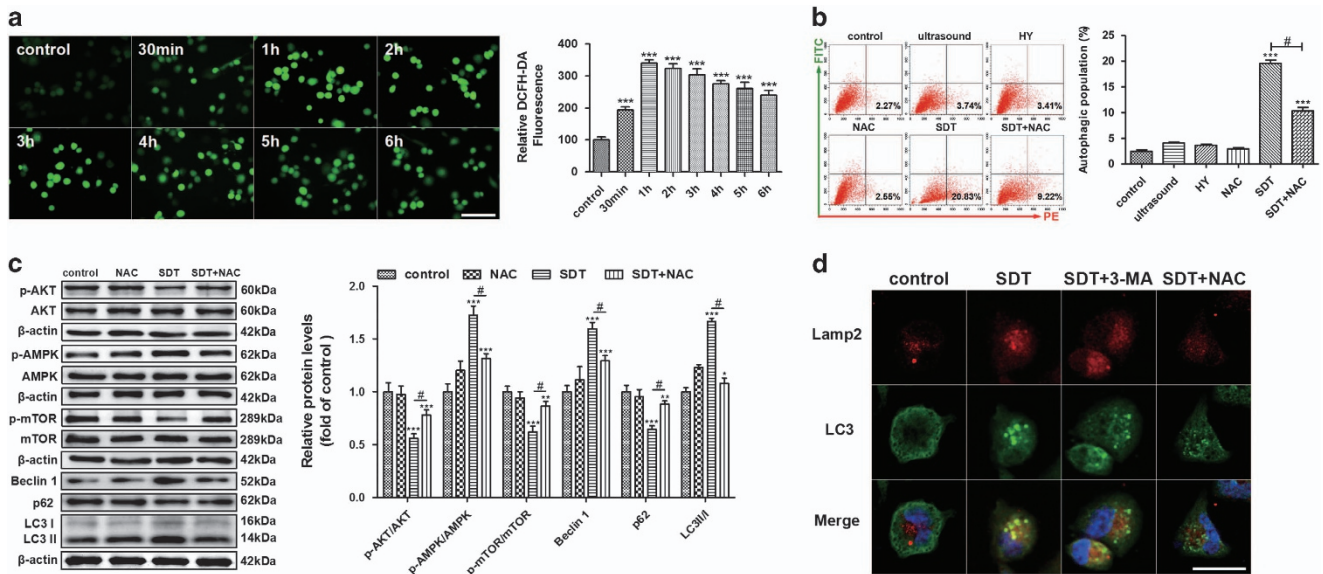 a
control
30min
1h
2h
3h
4h
5h
6h
Relative DCFH-DA
Fluorescence
400
300
200
100
0
***
***
***
***
***
***
***
control
30min
1h
2h
3h
4h
5h
6h
b
FITC
PE
control
ultrasound
HY
2.27%
3.74%
3.41%
NAC
SDT
SDT+NAC
2.55%
20.83%
9.22%
Autophagic population (%)
25
20
15
10
5
0
***
#
***
control
ultrasound
HY
NAC
SDT
SDT+NAC
c
control NAC SDT SDT+NAC
p-AKT 60kDa
AKT 60kDa
β-actin 42kDa
p-AMPK 62kDa
AMPK 62kDa
β-actin 42kDa
p-mTOR 289kDa
mTOR 289kDa
β-actin 42kDa
Beclin 1 52kDa
p62 62kDa
LC3 I 16kDa
LC3 II 14kDa
β-actin 42kDa
control NAC SDT SDT+NAC
Relative protein levels
(fold of control )
2.0
1.5
1.0
0.5
0.0
***
#
***
***
#
***
***
#
**
***
#
***
***
#
**
***
#
*
p-AKT/AKT
p-AMPK/AMPK
p-mTOR/mTOR
Beclin 1
p62
LC3II/I
d
control SDT SDT+3-MA SDT+NAC
Lamp2
LC3
Merge